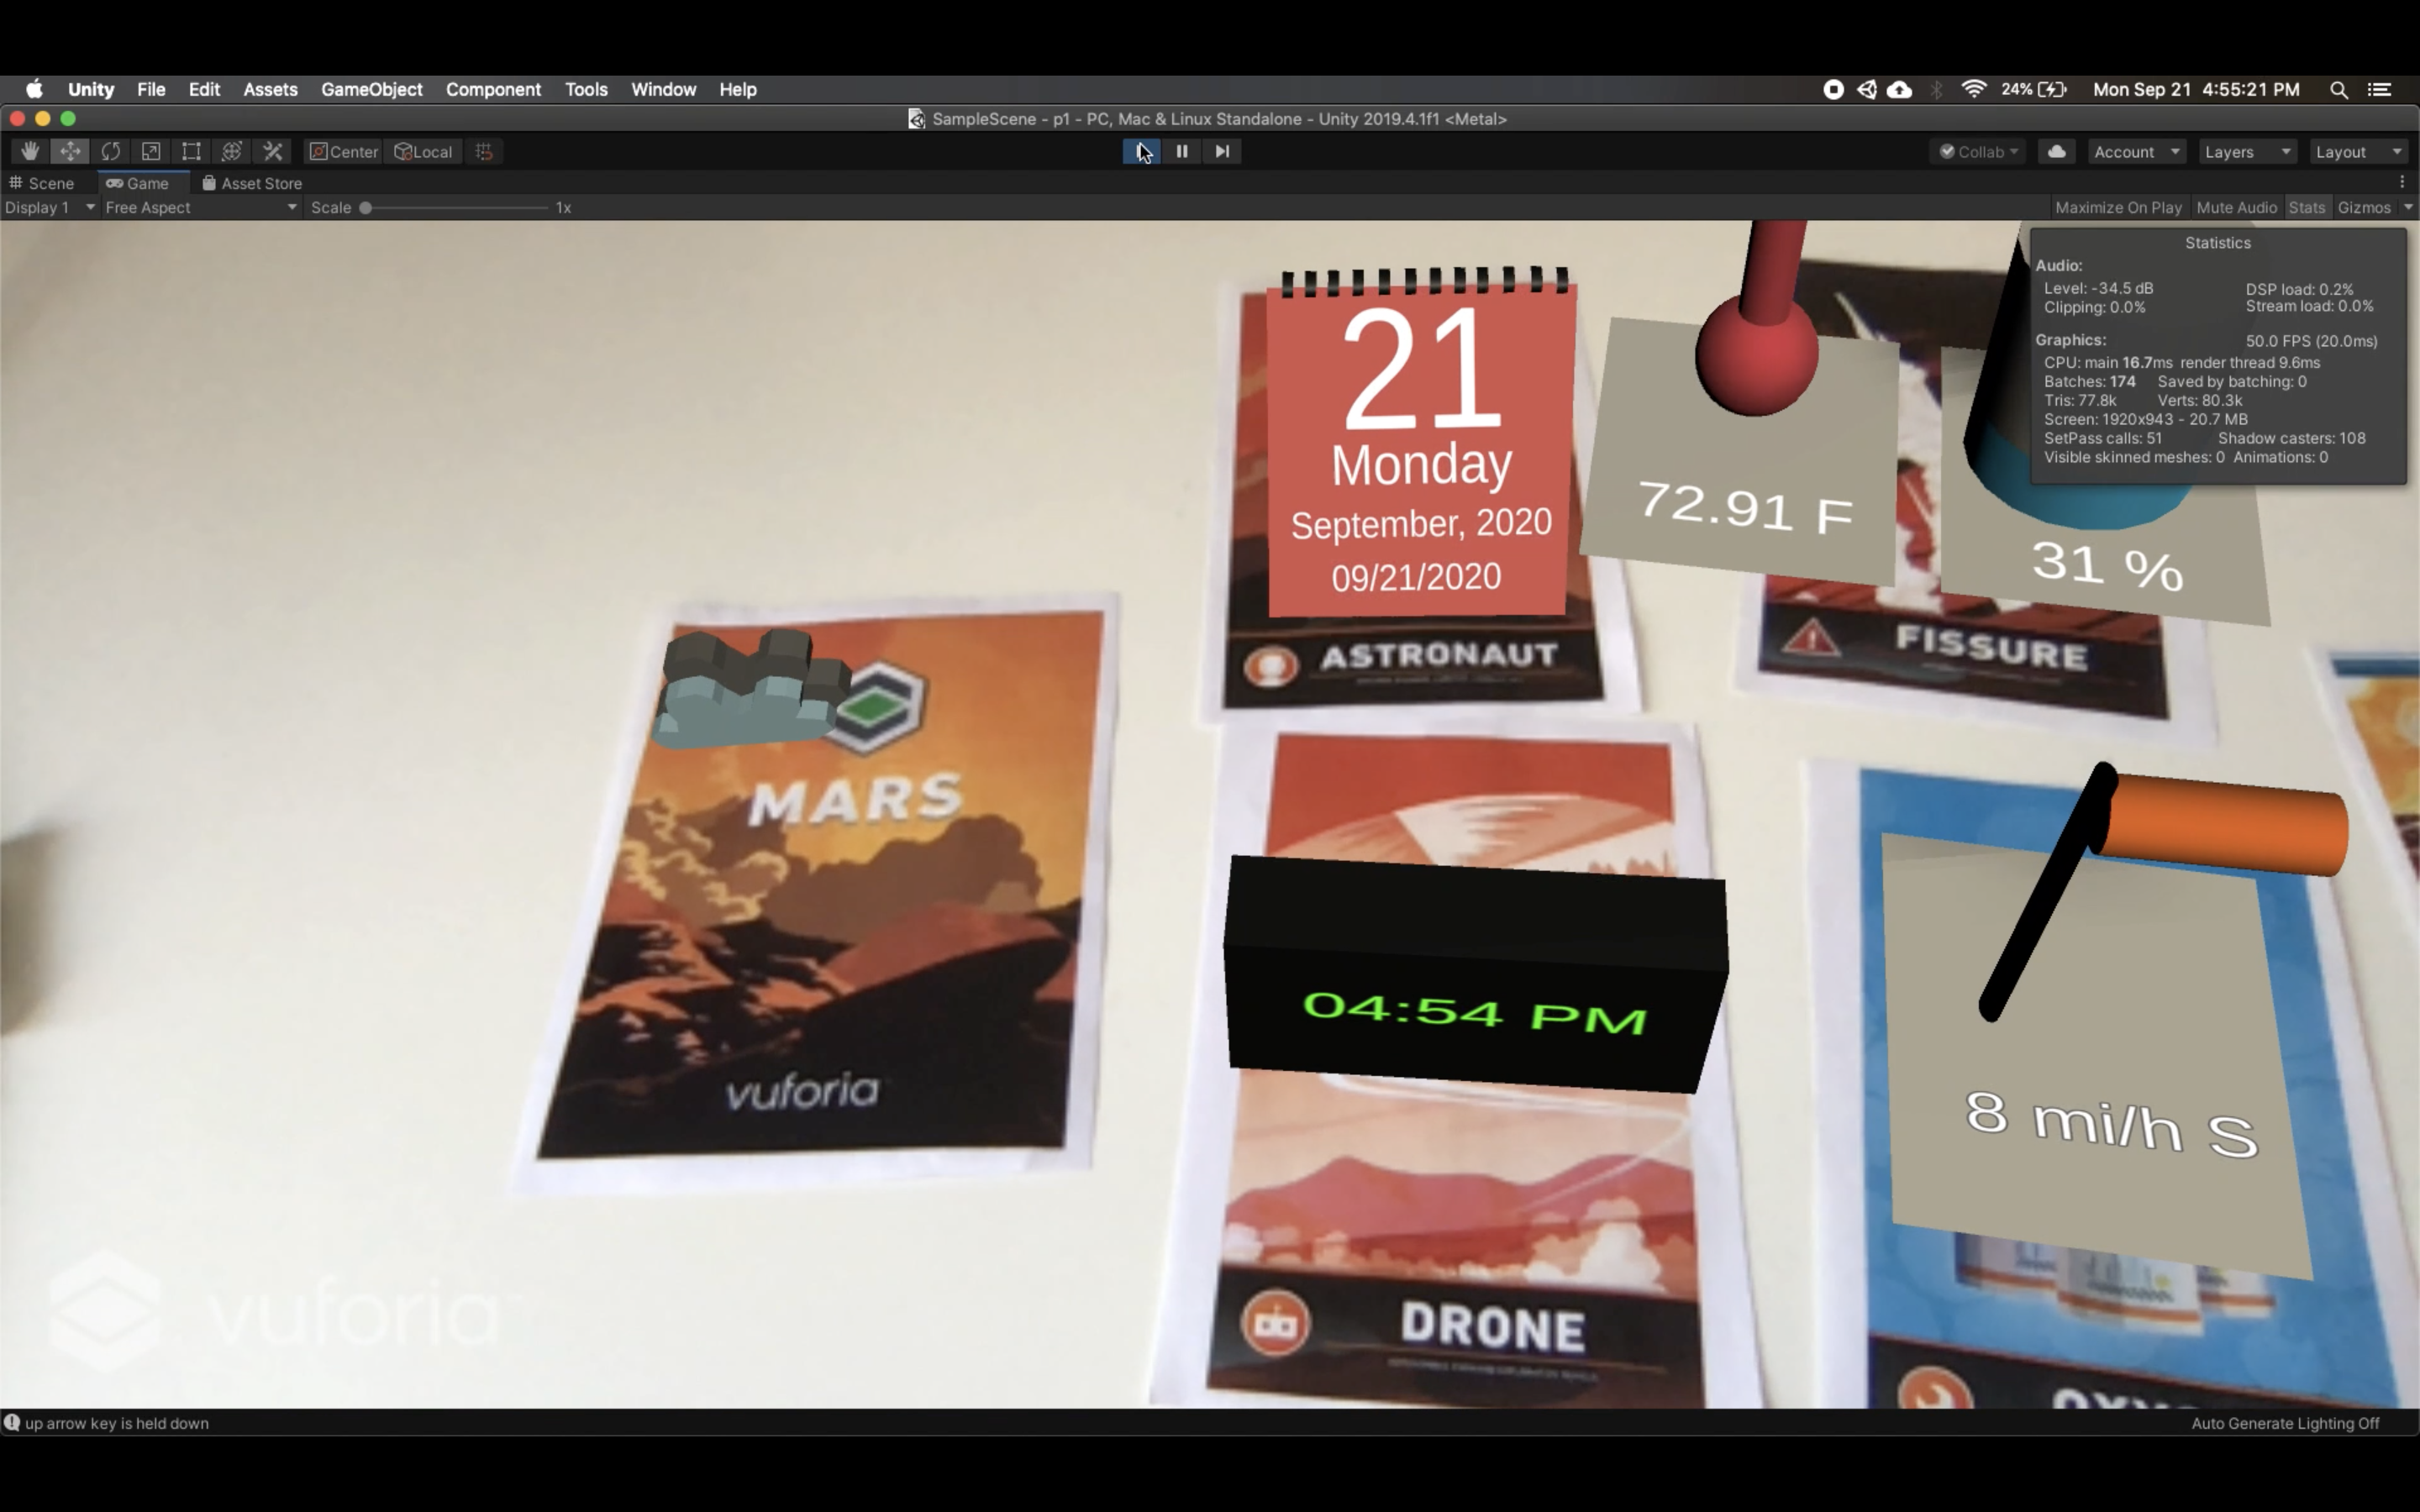 Unity File Edit Assets GameObject Component Tools Window Help 24% Mon Sep 21 4:55:21 PM
SampleScene - p1 - PC, Mac & Linux Standalone - Unity 2019.4.1f1 <Metal>
Center Local Collab Account Layers Layout
Scene Game Asset Store
Display 1 Free Aspect Scale 1x Maximize On Play Mute Audio Stats Gizmos
Statistics
Audio:
Level: -34.5 dB DSP load: 0.2%
Clipping: 0.0% Stream load: 0.0%
Graphics: 50.0 FPS (20.0ms)
CPU: main 16.7ms render thread 9.6ms
Batches: 174 Saved by batching: 0
Tris: 77.8k Verts: 80.3k
Screen: 1920x943 - 20.7 MB
SetPass calls: 51 Shadow casters: 108
Visible skinned meshes: 0 Animations: 0
21
Monday
September, 2020
09/21/2020
72.91 F
31 %
ASTRONAUT
FISSURE
MARS
vuforia
04:54 PM
8 mi/h S
DRONE
vuforia
up arrow key is held down Auto Generate Lighting Off